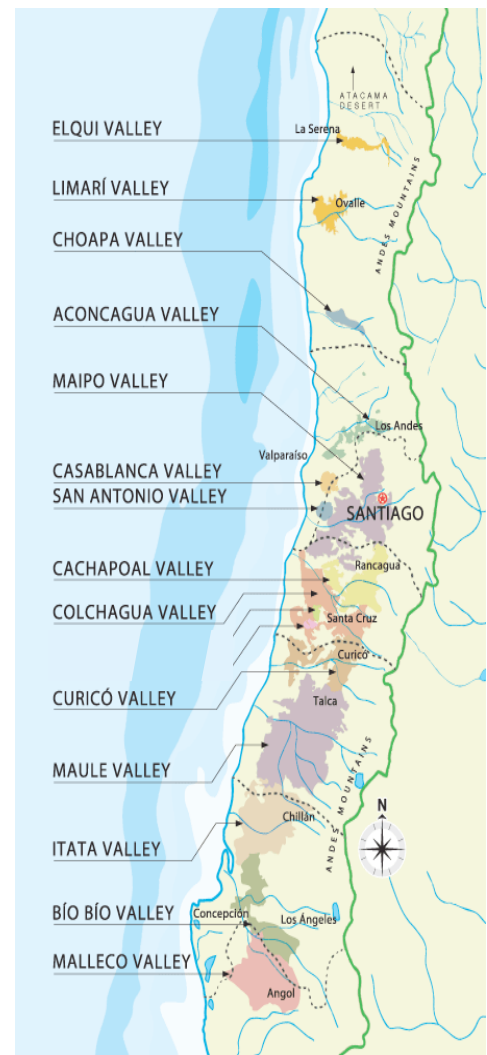 ATACAMA
DESERT
La Serena
ELQUI VALLEY
ANDES MOUNTAINS
LIMARÍ VALLEY
Ovalle
CHOAPA VALLEY
ACONCAGUA VALLEY
MAIPO VALLEY
Los Andes
Valparaíso
CASABLANCA VALLEY
SAN ANTONIO VALLEY
SANTIAGO
CACHAPOAL VALLEY
Rancagua
COLCHAGUA VALLEY
Santa Cruz
Curicó
CURICÓ VALLEY
Talca
MAULE VALLEY
ANDES MOUNTAINS
N
Chillán
ITATA VALLEY
BÍO BÍO VALLEY
Concepción
Los Ángeles
MALLECO VALLEY
Angol